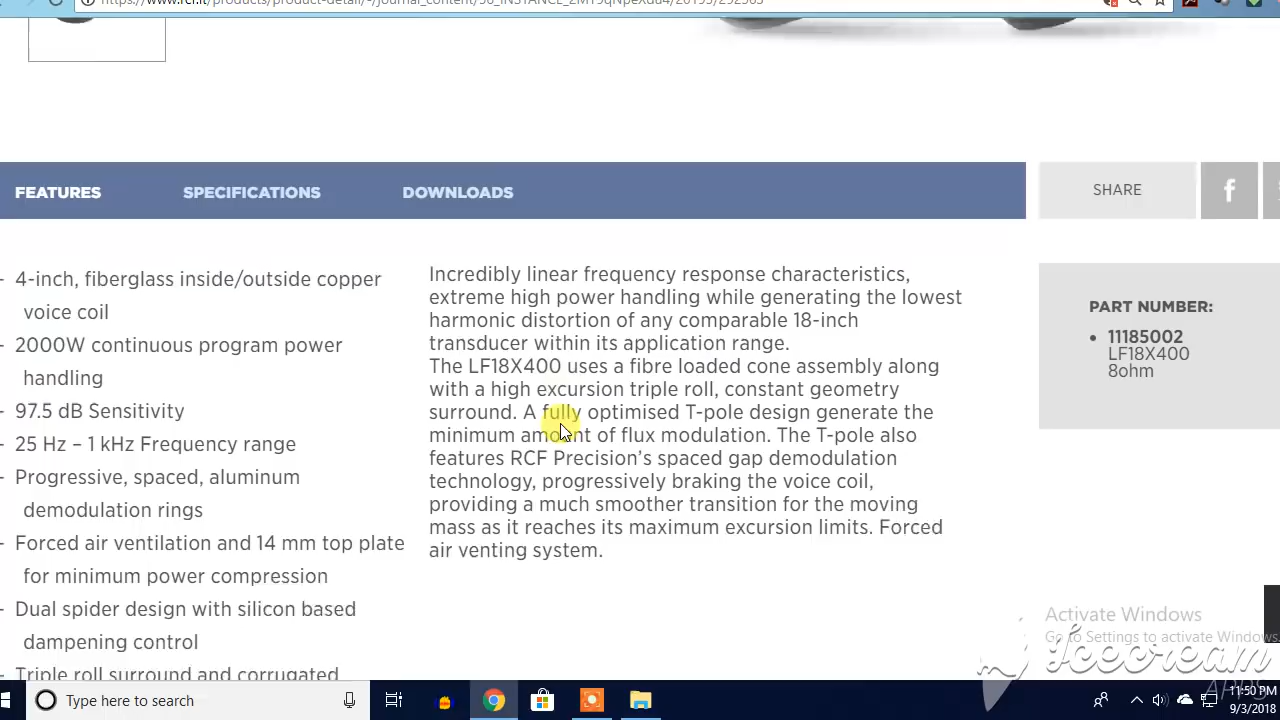 FEATURES
SPECIFICATIONS
DOWNLOADS
SHARE
f
- 4-inch, fiberglass inside/outside copper
voice coil
- 2000W continuous program power
handling
- 97.5 dB Sensitivity
- 25 Hz – 1 kHz Frequency range
- Progressive, spaced, aluminum
demodulation rings
- Forced air ventilation and 14 mm top plate
for minimum power compression
- Dual spider design with silicon based
dampening control
- Triple roll surround and corrugated
Incredibly linear frequency response characteristics,
extreme high power handling while generating the lowest
harmonic distortion of any comparable 18-inch
transducer within its application range.
The LF18X400 uses a fibre loaded cone assembly along
with a high excursion triple roll, constant geometry
surround. A fully optimised T-pole design generate the
minimum amount of flux modulation. The T-pole also
features RCF Precision’s spaced gap demodulation
technology, progressively braking the voice coil,
providing a much smoother transition for the moving
mass as it reaches its maximum excursion limits. Forced
air venting system.
PART NUMBER:
• 11185002
LF18X400
8ohm
Activate Windows
Go to Settings to activate Windows.
Icecream
APPS
Type here to search
11:50 PM
9/3/2018